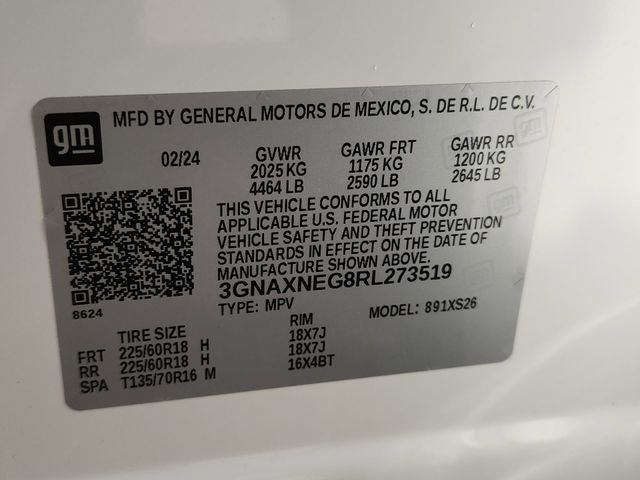 gm
MFD BY GENERAL MOTORS DE MEXICO, S. DE R.L. DE C.V.
02/24 GVWR GAWR FRT GAWR RR
2025 KG 1175 KG 1200 KG
4464 LB 2590 LB 2645 LB
THIS VEHICLE CONFORMS TO ALL
APPLICABLE U.S. FEDERAL MOTOR
VEHICLE SAFETY AND THEFT PREVENTION
STANDARDS IN EFFECT ON THE DATE OF
MANUFACTURE SHOWN ABOVE.
3GNAXNEG8RL273519
8624
TYPE: MPV MODEL: 891XS26
TIRE SIZE RIM
FRT 225/60R18 H 18X7J
RR 225/60R18 H 18X7J
SPA T135/70R16 M 16X4BT